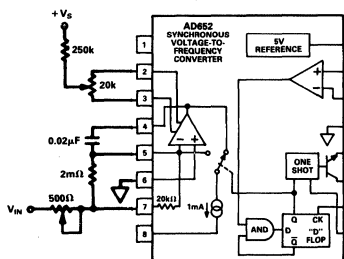 +VS
250k
20k
0.02µF
2mΩ
500Ω
VIN
1
2
3
4
5
6
7
8
AD652
SYNCHRONOUS
VOLTAGE-TO-
FREQUENCY
CONVERTER
5V
REFERENCE
+
−
− +
20kΩ
1mA
ONE
SHOT
AND
Q CK
D "D"
Q̅ FLOP